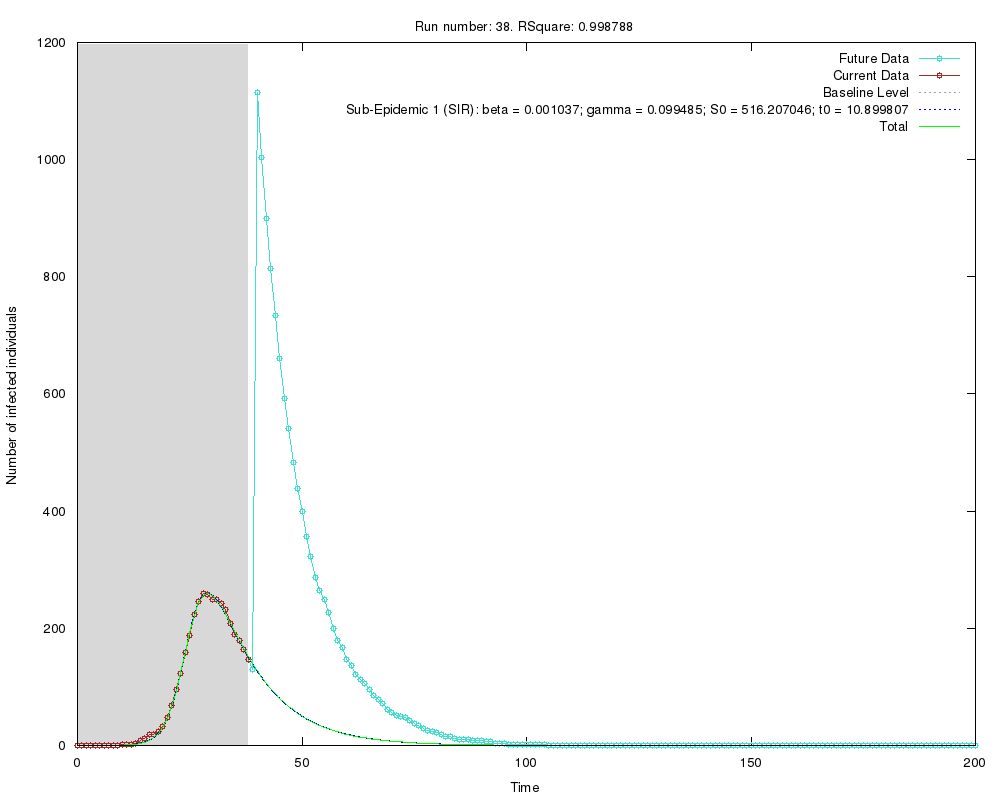 Run number: 38. RSquare: 0.998788
1200
1000
800
600
400
200
0
0 50 100 150 200
Number of infected individuals
Time
Future Data
Current Data
Baseline Level
Sub-Epidemic 1 (SIR): beta = 0.001037; gamma = 0.099485; S0 = 516.207046; t0 = 10.899807
Total